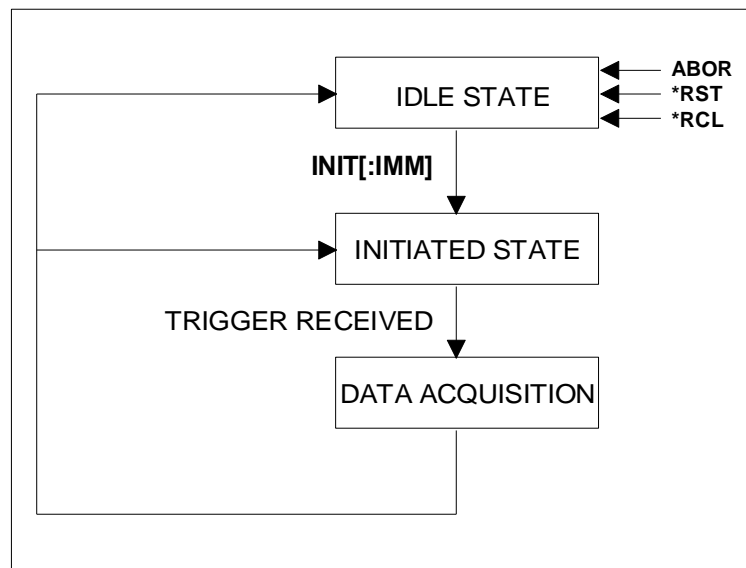 IDLE STATE
ABOR
*RST
*RCL
INIT[:IMM]
INITIATED STATE
TRIGGER RECEIVED
DATA ACQUISITION